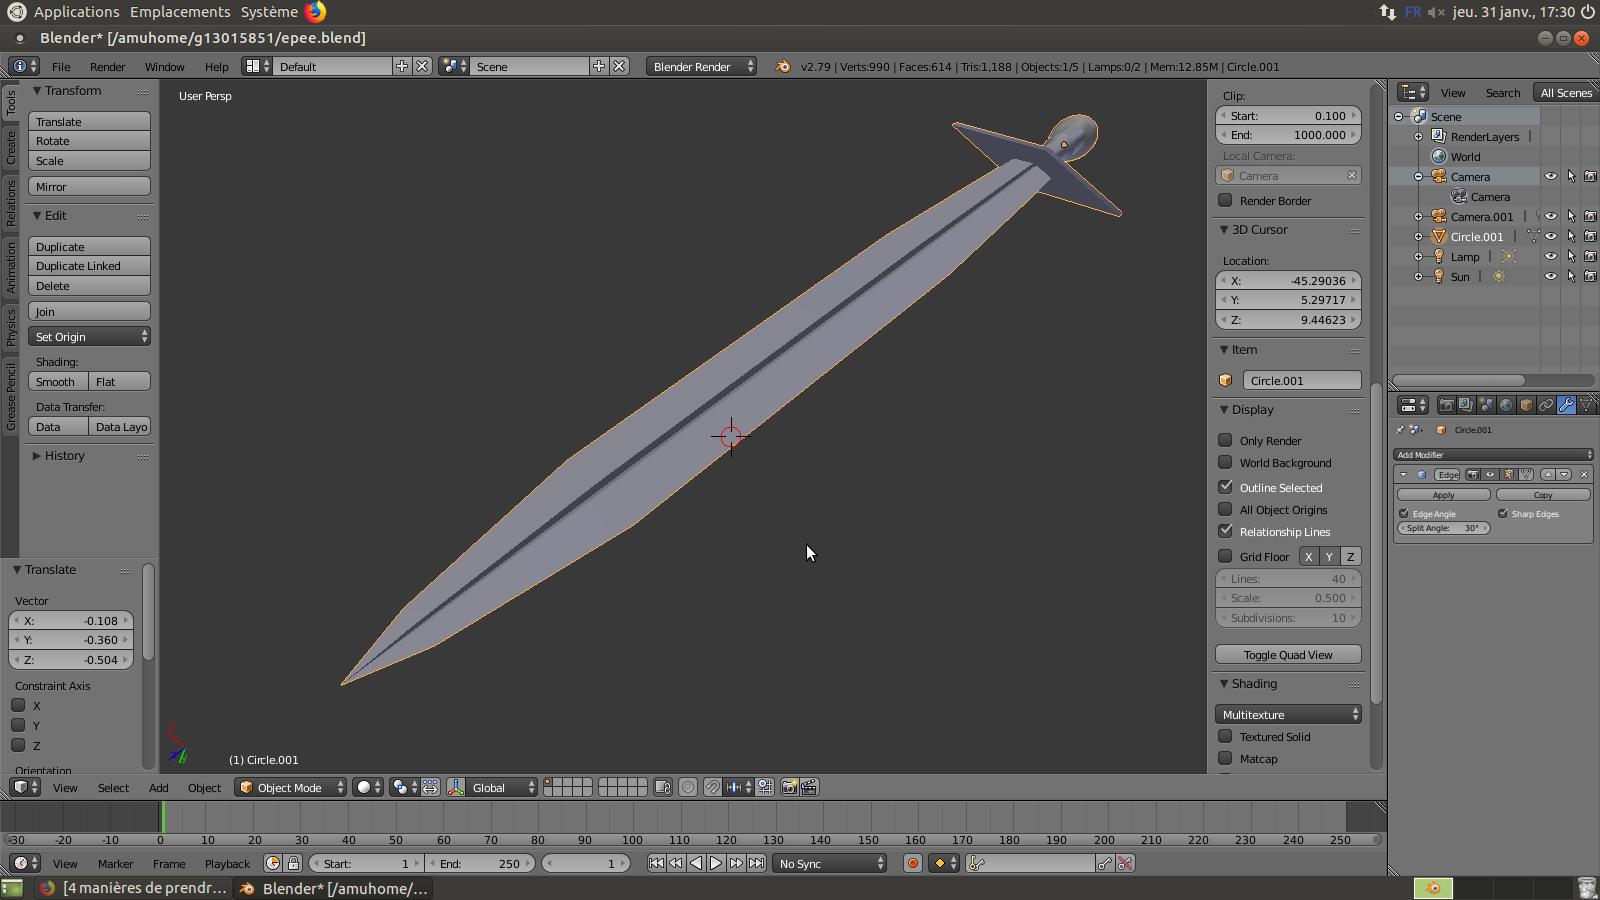 Applications Emplacements Système FR jeu. 31 janv., 17:30
Blender* [/amuhome/g13015851/epee.blend]
File Render Window Help Default Scene Blender Render v2.79 | Verts:990 | Faces:614 | Tris:1,188 | Objects:1/5 | Lamps:0/2 | Mem:12.85M | Circle.001
Tools
Create
Relations
Animation
Physics
Grease Pencil
Transform
Translate
Rotate
Scale
Mirror
Edit
Duplicate
Duplicate Linked
Delete
Join
Set Origin
Shading:
Smooth Flat
Data Transfer:
Data Data Layo
History
Translate
Vector
X: -0.108
Y: -0.360
Z: -0.504
Constraint Axis
X
Y
Z
Orientation
User Persp
(1) Circle.001
Clip:
Start: 0.100
End: 1000.000
Local Camera:
Camera
Render Border
3D Cursor
Location:
X: -45.29036
Y: 5.29717
Z: 9.44623
Item
Circle.001
Display
Only Render
World Background
Outline Selected
All Object Origins
Relationship Lines
Grid Floor X Y Z
Lines: 40
Scale: 0.500
Subdivisions: 10
Toggle Quad View
Shading
Multitexture
Textured Solid
Matcap
View Search All Scenes
Scene
RenderLayers
World
Camera
Camera
Camera.001
Circle.001
Lamp
Sun
Circle.001
Add Modifier
Edge
Apply Copy
Edge Angle Sharp Edges
Split Angle: 30°
View Select Add Object Object Mode Global
-30 -20 -10 0 10 20 30 40 50 60 70 80 90 100 110 120 130 140 150 160 170 180 190 200 210 220 230 240 250
View Marker Frame Playback Start: 1 End: 250 1 No Sync
[4 manières de prendr... Blender* [/amuhome/...